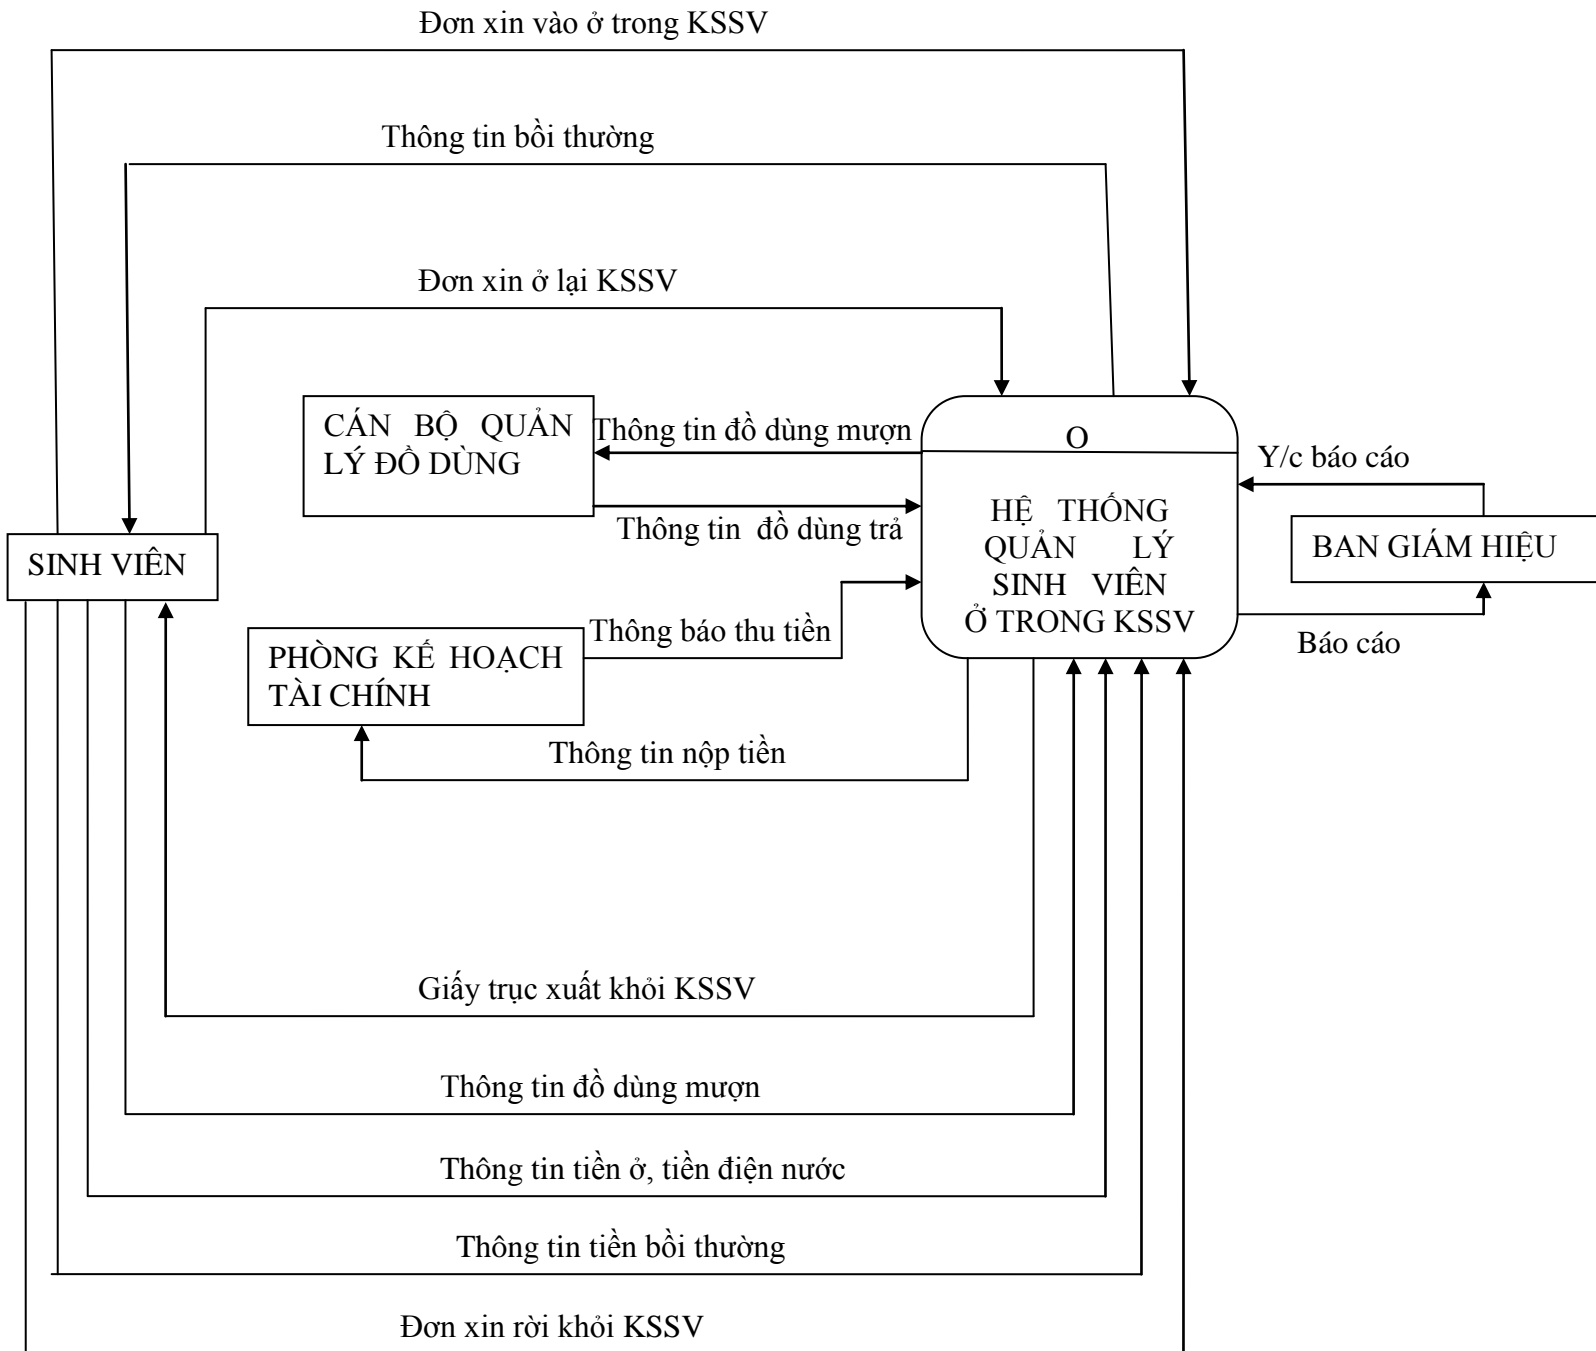 Đơn xin vào ở trong KSSV
Thông tin bồi thường
Đơn xin ở lại KSSV
CÁN BỘ QUẢN
LÝ ĐỒ DÙNG
Thông tin đồ dùng mượn
O
Y/c báo cáo
Thông tin đồ dùng trả
HỆ THỐNG
QUẢN LÝ
SINH VIÊN
Ở TRONG KSSV
SINH VIÊN
BAN GIÁM HIỆU
Thông báo thu tiền
Báo cáo
PHÒNG KẾ HOẠCH
TÀI CHÍNH
Thông tin nộp tiền
Giấy trục xuất khỏi KSSV
Thông tin đồ dùng mượn
Thông tin tiền ở, tiền điện nước
Thông tin tiền bồi thường
Đơn xin rời khỏi KSSV